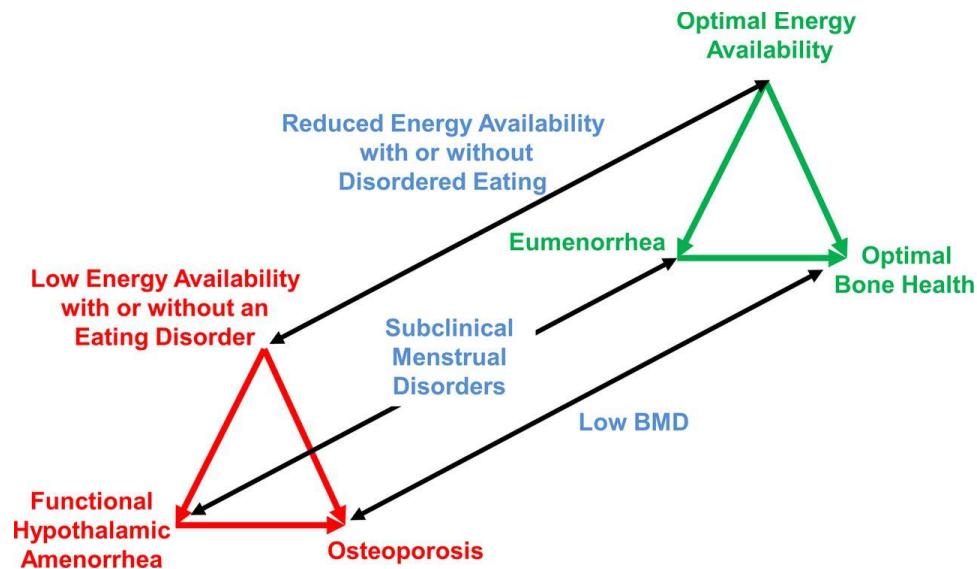 Optimal Energy
Availability
Reduced Energy Availability
with or without
Disordered Eating
Eumenorrhea
Optimal
Bone Health
Low Energy Availability
with or without an
Eating Disorder
Subclinical
Menstrual
Disorders
Low BMD
Functional
Hypothalamic
Amenorrhea
Osteoporosis